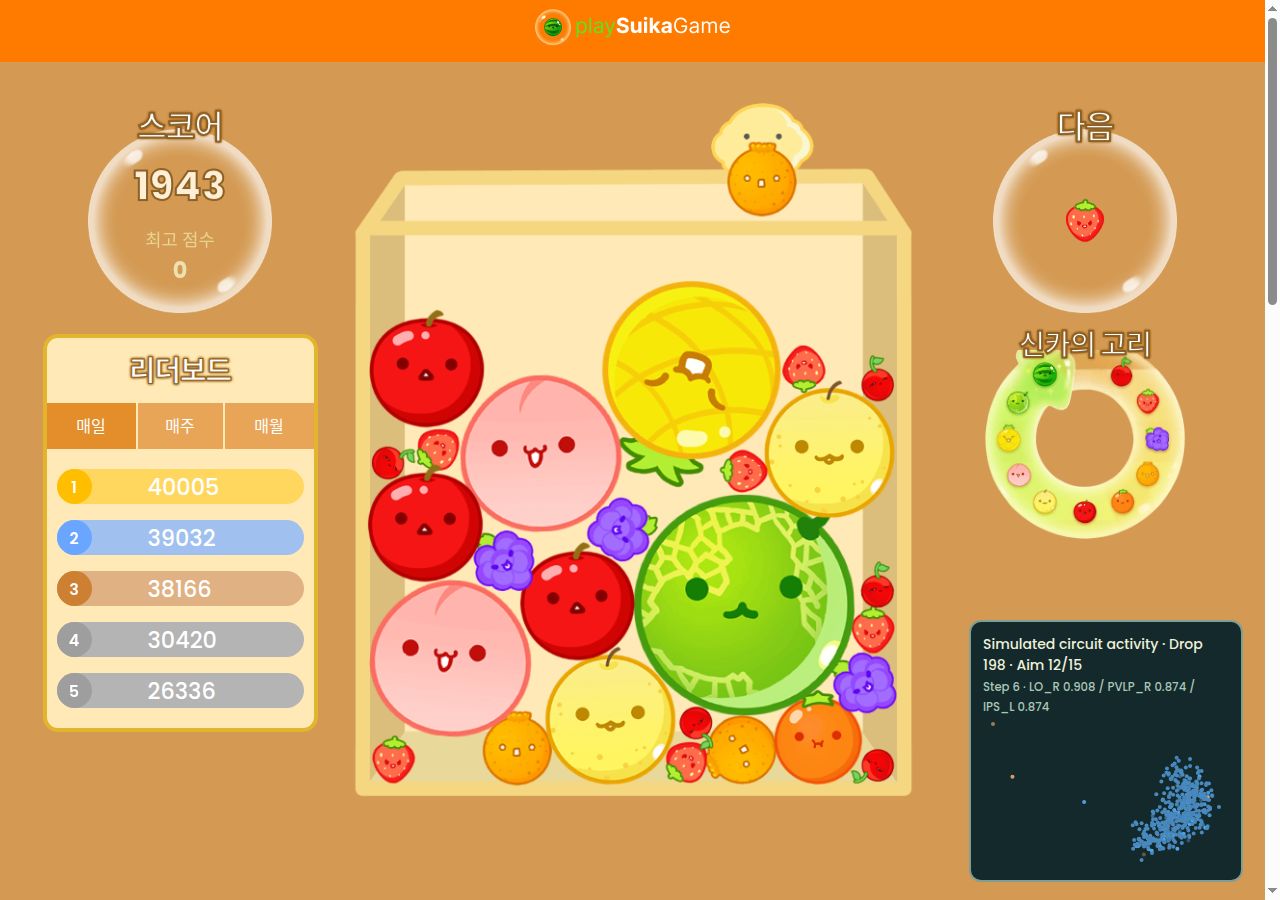 playSuikaGame
스코어
1943
최고 점수
0
다음
신카의 고리
리더보드
매일 매주 매월
1 40005
2 39032
3 38166
4 30420
5 26336
Simulated circuit activity · Drop
198 · Aim 12/15
Step 6 · LO_R 0.908 / PVLP_R 0.874 /
IPS_L 0.874